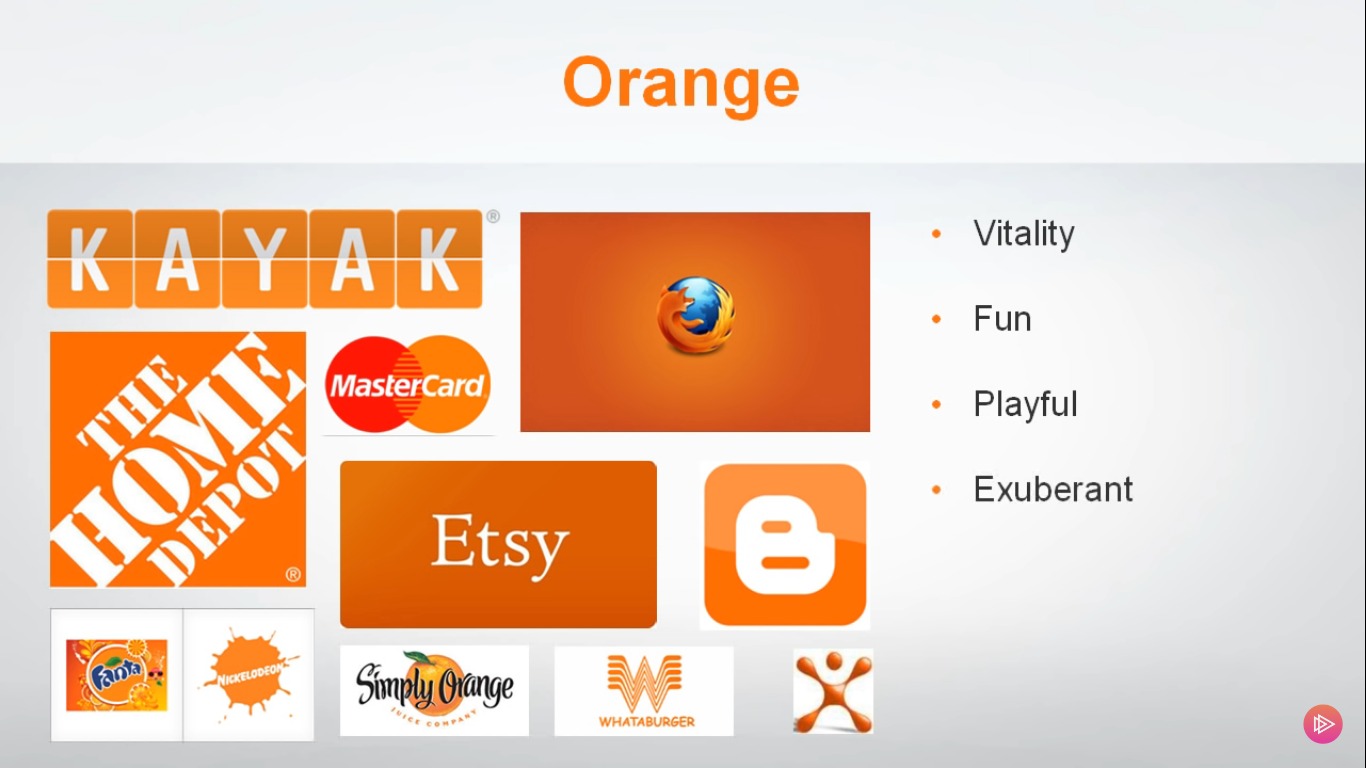 Orange
KAYAK®
THE
HOME
DEPOT
®
MasterCard
Etsy
B
Fanta
NICKELODEON
Simply Orange
JUICE COMPANY
W
WHATABURGER
• Vitality
• Fun
• Playful
• Exuberant